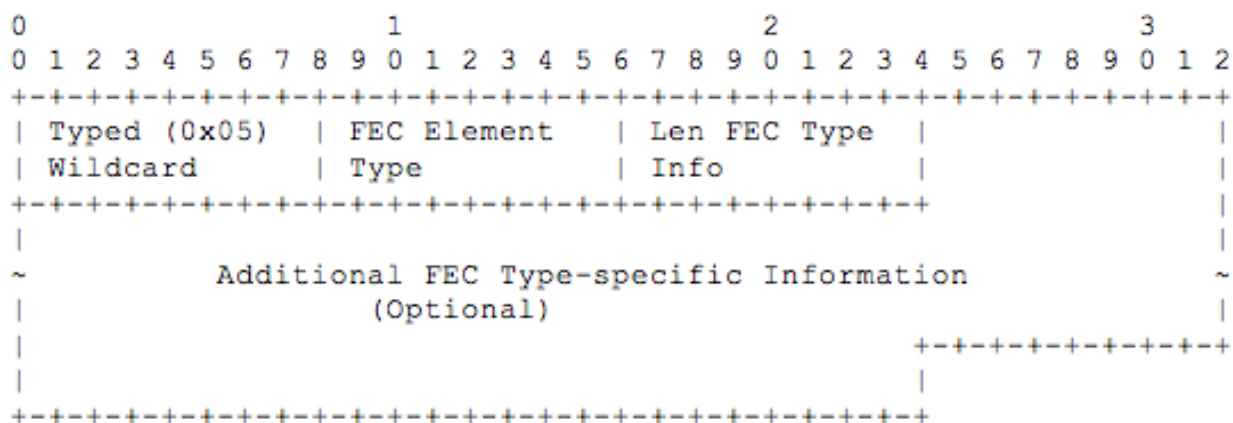 0                   1                   2                   3
0 1 2 3 4 5 6 7 8 9 0 1 2 3 4 5 6 7 8 9 0 1 2 3 4 5 6 7 8 9 0 1 2
+-+-+-+-+-+-+-+-+-+-+-+-+-+-+-+-+-+-+-+-+-+-+-+-+-+-+-+-+-+-+-+-+
| Typed (0x05)  | FEC Element   | Len FEC Type  |               |
| Wildcard      | Type          | Info          |               |
+-+-+-+-+-+-+-+-+-+-+-+-+-+-+-+-+-+-+-+-+-+-+-+-+               |
|                                                               |
~          Additional FEC Type-specific Information             ~
|                  (Optional)                                   |
|                                               +-+-+-+-+-+-+-+-+
|                                               |
+-+-+-+-+-+-+-+-+-+-+-+-+-+-+-+-+-+-+-+-+-+-+-+-+